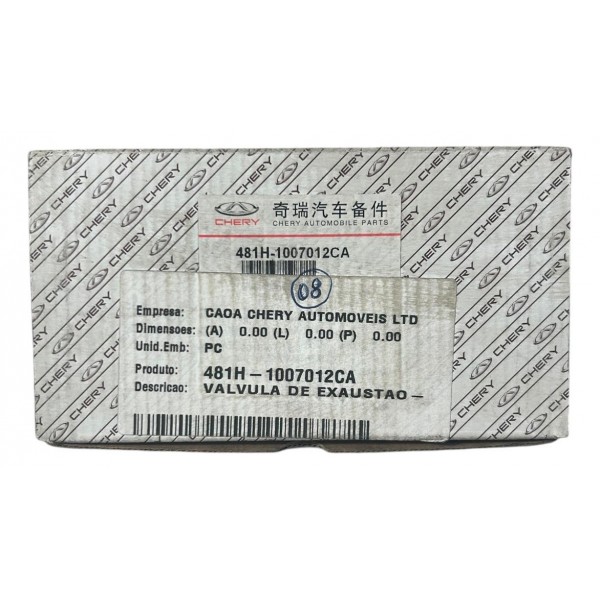 CHERY
奇瑞汽车备件
CHERY AUTOMOBILE PARTS
481H-1007012CA
08
Empresa: CAOA CHERY AUTOMOVEIS LTD
Dimensoes: (A) 0.00 (L) 0.00 (P) 0.00
Unid.Emb: PC
Produto: 481H-1007012CA
Descricao: VALVULA DE EXAUSTAO-